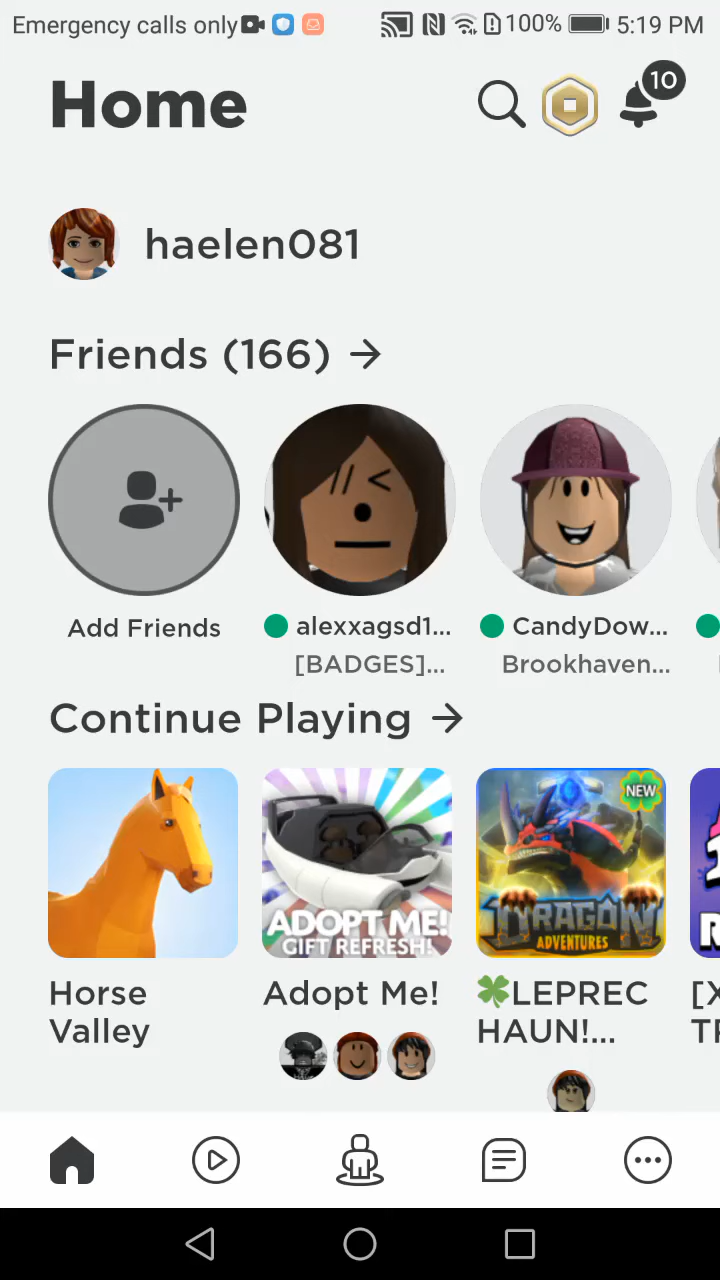 Emergency calls only 100% 5:19 PM
Home
10
haelen081
Friends (166) →
Add Friends
alexxagsd1...
[BADGES]...
CandyDow...
Brookhaven...
Continue Playing →
NEW
ADOPT ME!
GIFT REFRESH!
DRAGON
ADVENTURES
Horse
Valley
Adopt Me!
🍀LEPREC
HAUN!...
[X